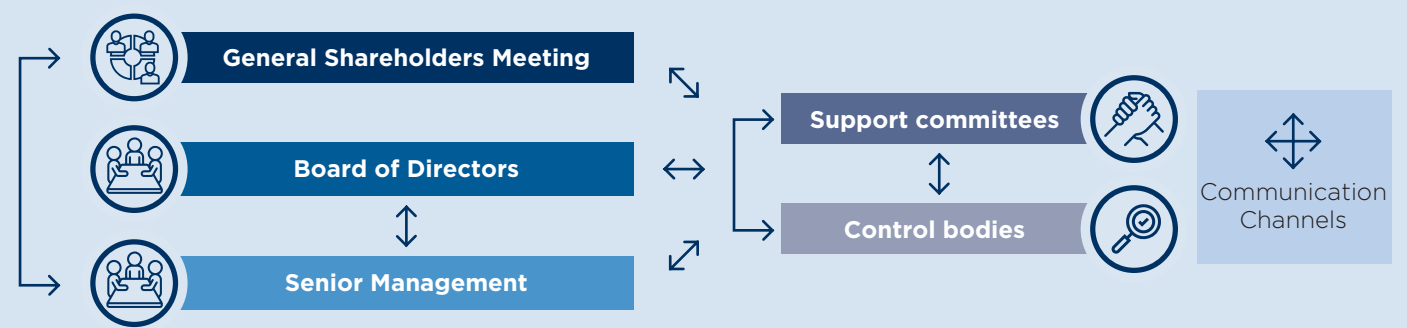 General Shareholders Meeting
Board of Directors
Senior Management
Support committees
Control bodies
Communication
Channels